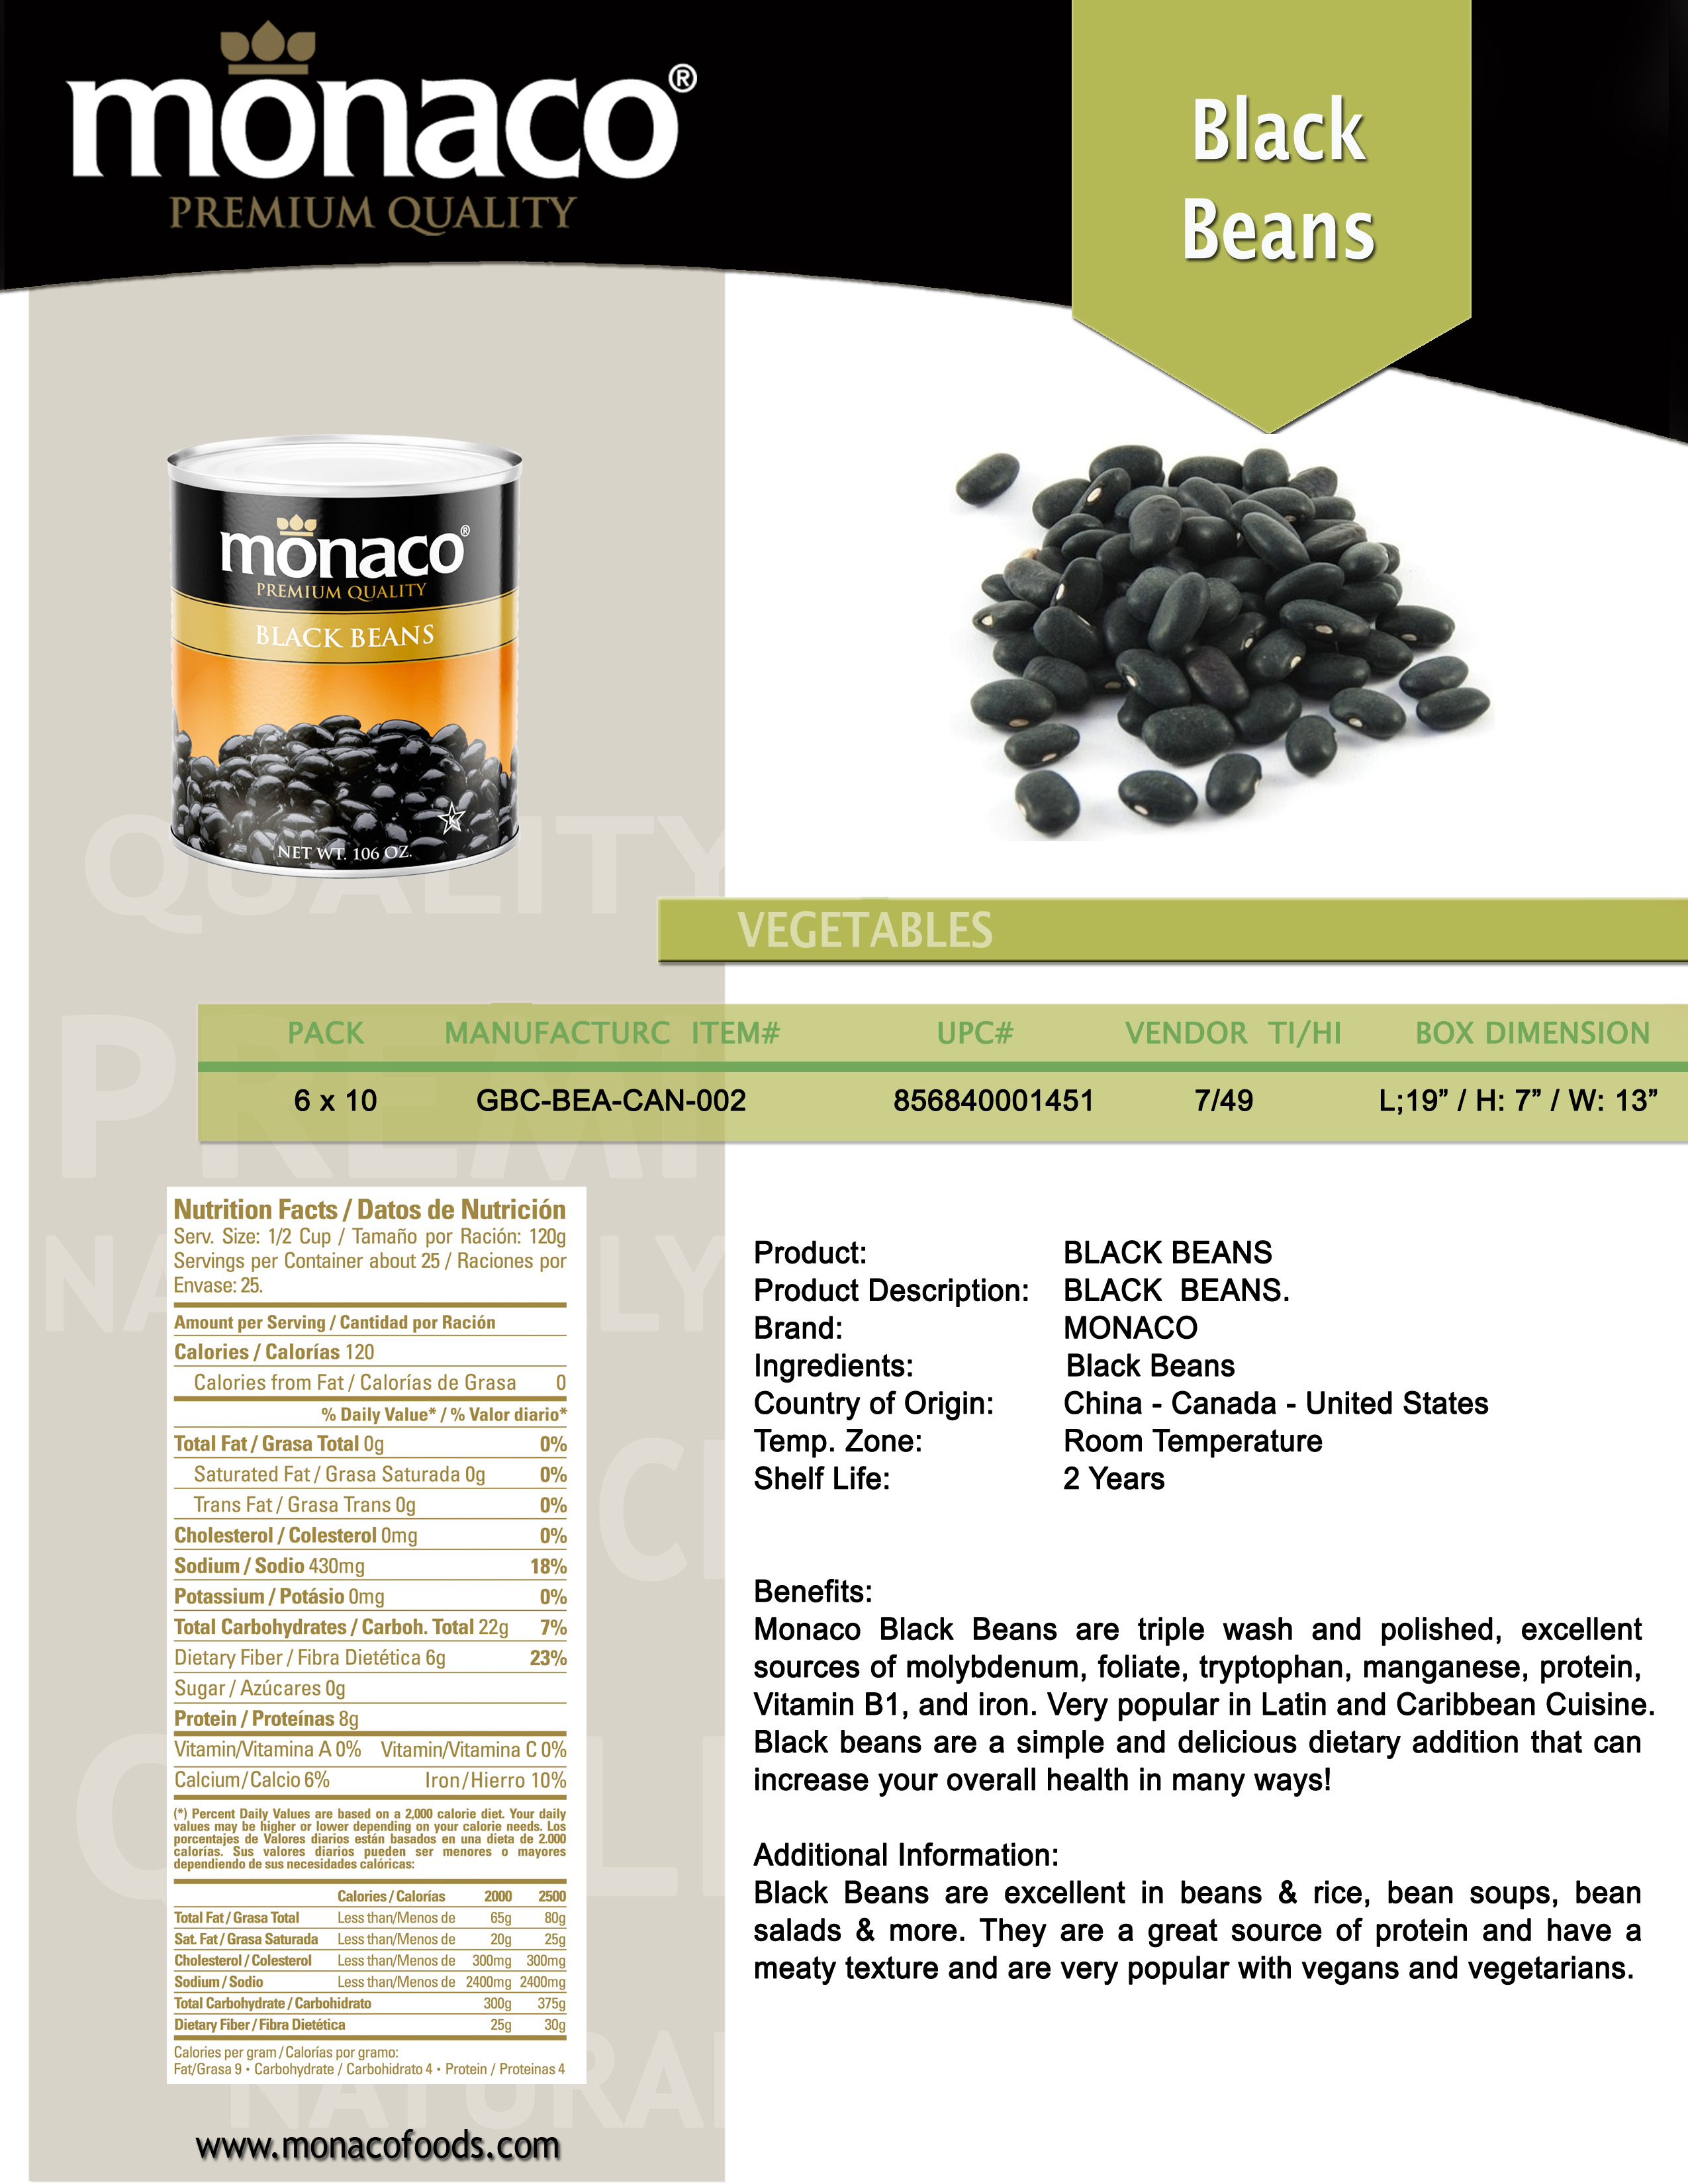 monaco®
PREMIUM QUALITY
Black
Beans
monaco®
PREMIUM QUALITY
BLACK BEANS
K
NET WT. 106 OZ.
QUALITY
VEGETABLES
PACK MANUFACTURC ITEM# UPC# VENDOR TI/HI BOX DIMENSION
6 x 10 GBC-BEA-CAN-002 856840001451 7/49 L;19” / H: 7” / W: 13”
Nutrition Facts / Datos de Nutrición
Serv. Size: 1/2 Cup / Tamaño por Ración: 120g
Servings per Container about 25 / Raciones por
Envase: 25.
Amount per Serving / Cantidad por Ración
Calories / Calorías 120
Calories from Fat / Calorías de Grasa 0
% Daily Value* / % Valor diario*
Total Fat / Grasa Total 0g 0%
Saturated Fat / Grasa Saturada 0g 0%
Trans Fat / Grasa Trans 0g 0%
Cholesterol / Colesterol 0mg 0%
Sodium / Sodio 430mg 18%
Potassium / Potásio 0mg 0%
Total Carbohydrates / Carboh. Total 22g 7%
Dietary Fiber / Fibra Dietética 6g 23%
Sugar / Azúcares 0g
Protein / Proteínas 8g
Vitamin/Vitamina A 0% Vitamin/Vitamina C 0%
Calcium/Calcio 6% Iron/Hierro 10%
(*) Percent Daily Values are based on a 2,000 calorie diet. Your daily
values may be higher or lower depending on your calorie needs. Los
porcentajes de Valores diarios están basados en una dieta de 2.000
calorías. Sus valores diarios pueden ser menores o mayores
dependiendo de sus necesidades calóricas:
Calories / Calorías 2000 2500
Total Fat / Grasa Total Less than/Menos de 65g 80g
Sat. Fat / Grasa Saturada Less than/Menos de 20g 25g
Cholesterol / Colesterol Less than/Menos de 300mg 300mg
Sodium / Sodio Less than/Menos de 2400mg 2400mg
Total Carbohydrate / Carbohidrato 300g 375g
Dietary Fiber / Fibra Dietética 25g 30g
Calories per gram / Calorías por gramo:
Fat/Grasa 9 • Carbohydrate / Carbohidrato 4 • Protein / Proteinas 4
www.monacofoods.com
Product: BLACK BEANS
Product Description: BLACK BEANS.
Brand: MONACO
Ingredients: Black Beans
Country of Origin: China - Canada - United States
Temp. Zone: Room Temperature
Shelf Life: 2 Years
Benefits:
Monaco Black Beans are triple wash and polished, excellent
sources of molybdenum, foliate, tryptophan, manganese, protein,
Vitamin B1, and iron. Very popular in Latin and Caribbean Cuisine.
Black beans are a simple and delicious dietary addition that can
increase your overall health in many ways!
Additional Information:
Black Beans are excellent in beans & rice, bean soups, bean
salads & more. They are a great source of protein and have a
meaty texture and are very popular with vegans and vegetarians.